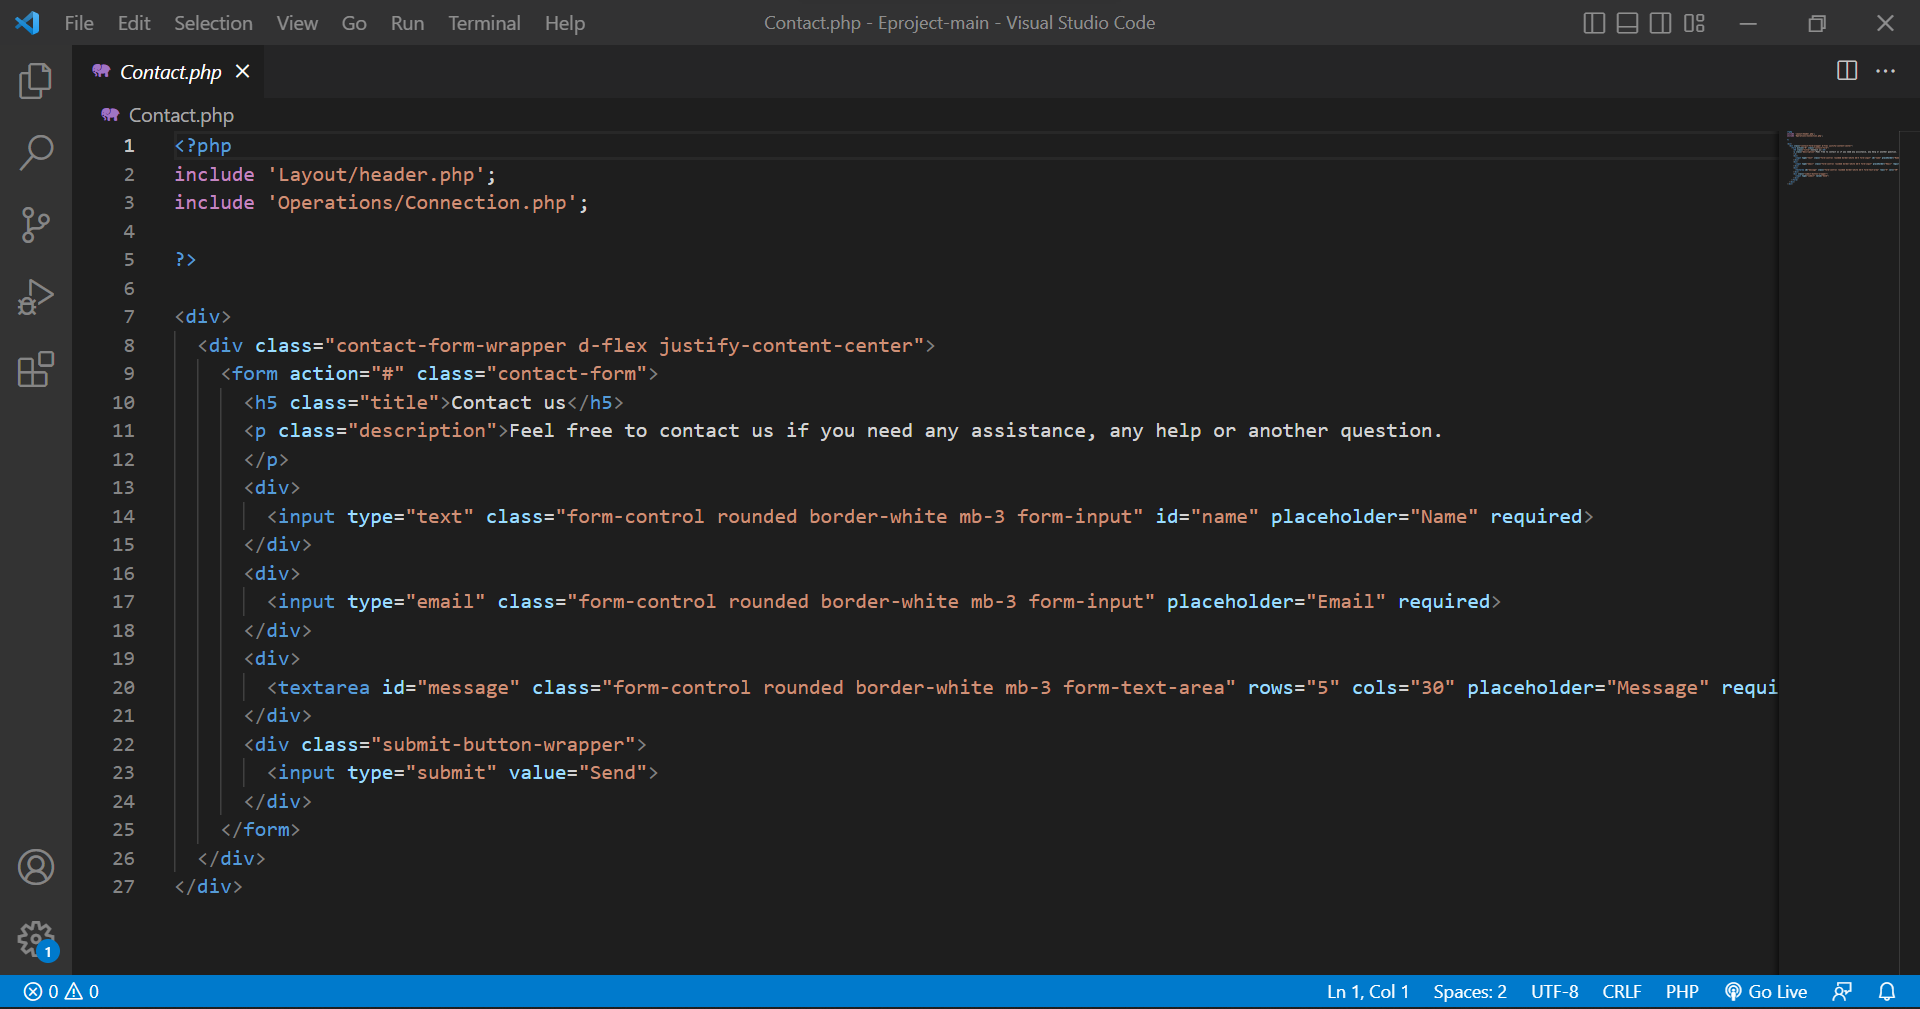 File Edit Selection View Go Run Terminal Help Contact.php - Eproject-main - Visual Studio Code
Contact.php
Contact.php
1 <?php
2 include 'Layout/header.php';
3 include 'Operations/Connection.php';
4
5 ?>
6
7 <div>
8 <div class="contact-form-wrapper d-flex justify-content-center">
9 <form action="#" class="contact-form">
10 <h5 class="title">Contact us</h5>
11 <p class="description">Feel free to contact us if you need any assistance, any help or another question.
12 </p>
13 <div>
14 <input type="text" class="form-control rounded border-white mb-3 form-input" id="name" placeholder="Name" required>
15 </div>
16 <div>
17 <input type="email" class="form-control rounded border-white mb-3 form-input" placeholder="Email" required>
18 </div>
19 <div>
20 <textarea id="message" class="form-control rounded border-white mb-3 form-text-area" rows="5" cols="30" placeholder="Message" requi
21 </div>
22 <div class="submit-button-wrapper">
23 <input type="submit" value="Send">
24 </div>
25 </form>
26 </div>
27 </div>
1
0 0 Ln 1, Col 1 Spaces: 2 UTF-8 CRLF PHP Go Live